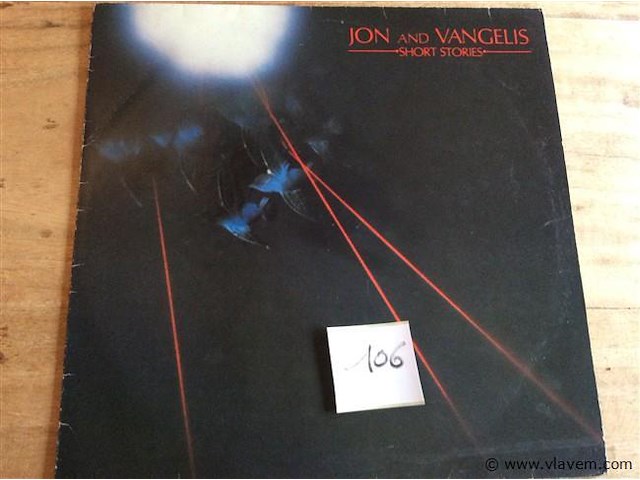 JON AND VANGELIS
SHORT STORIES
106
© www.vlavem.com